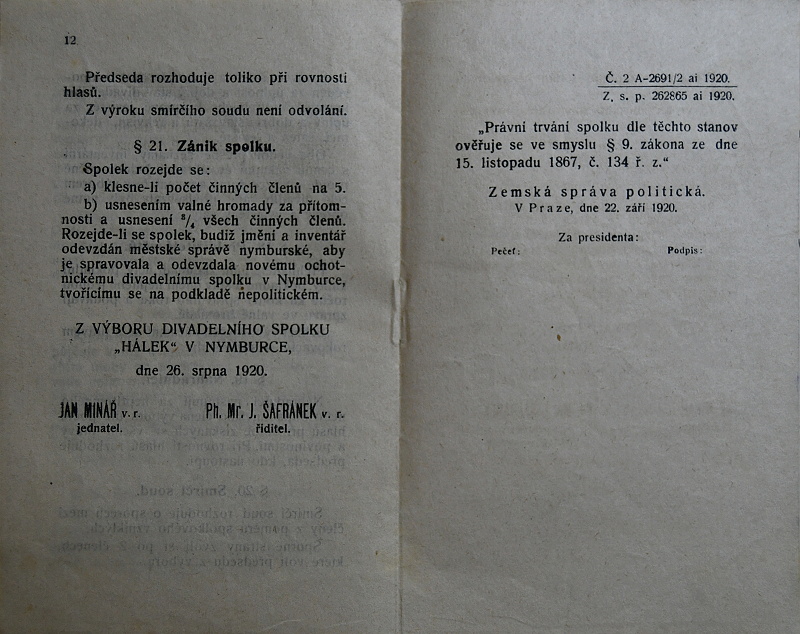 12
Předseda rozhoduje toliko při rovnosti
hlasů.
Z výroku smírčího soudu není odvolání.
§ 21. Zánik spolku.
Spolek rozejde se:
a) klesne-li počet činných členů na 5.
b) usnesením valné hromady za přítom-
nosti a usnesení ³/₄ všech činných členů.
Rozejde-li se spolek, budiž jmění a inventář
odevzdán městské správě nymburské, aby
je spravovala a odevzdala novému ochot-
nickému divadelnímu spolku v Nymburce,
tvořícímu se na podkladě nepolitickém.
Z VÝBORU DIVADELNÍHO SPOLKU
„HÁLEK“ V NYMBURCE,
dne 26. srpna 1920.
JAN MINÁŘ v. r. Ph. Mr. J. ŠAFRÁNEK v. r.
jednatel. řiditel.
Č. 2 A-2691/2 ai 1920.
Z. s. p. 262865 ai 1920.
„Právní trvání spolku dle těchto stanov
ověřuje se ve smyslu § 9. zákona ze dne
15. listopadu 1867, č. 134 ř. z.“
Zemská správa politická.
V Praze, dne 22. září 1920.
Za presidenta:
Pečeť: Podpis: